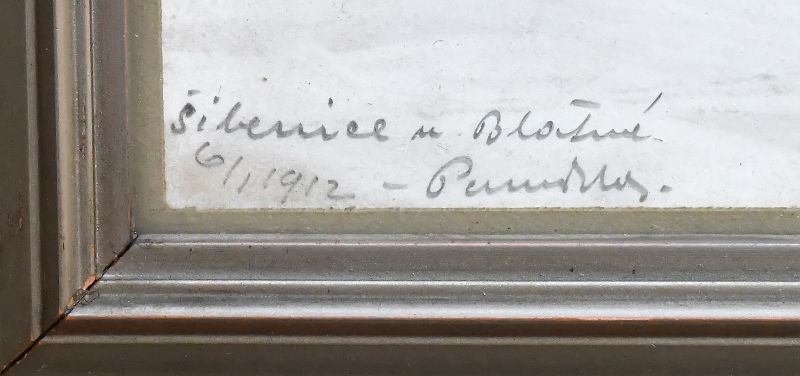 Šibenice u Blatné.
6/1 1912 –